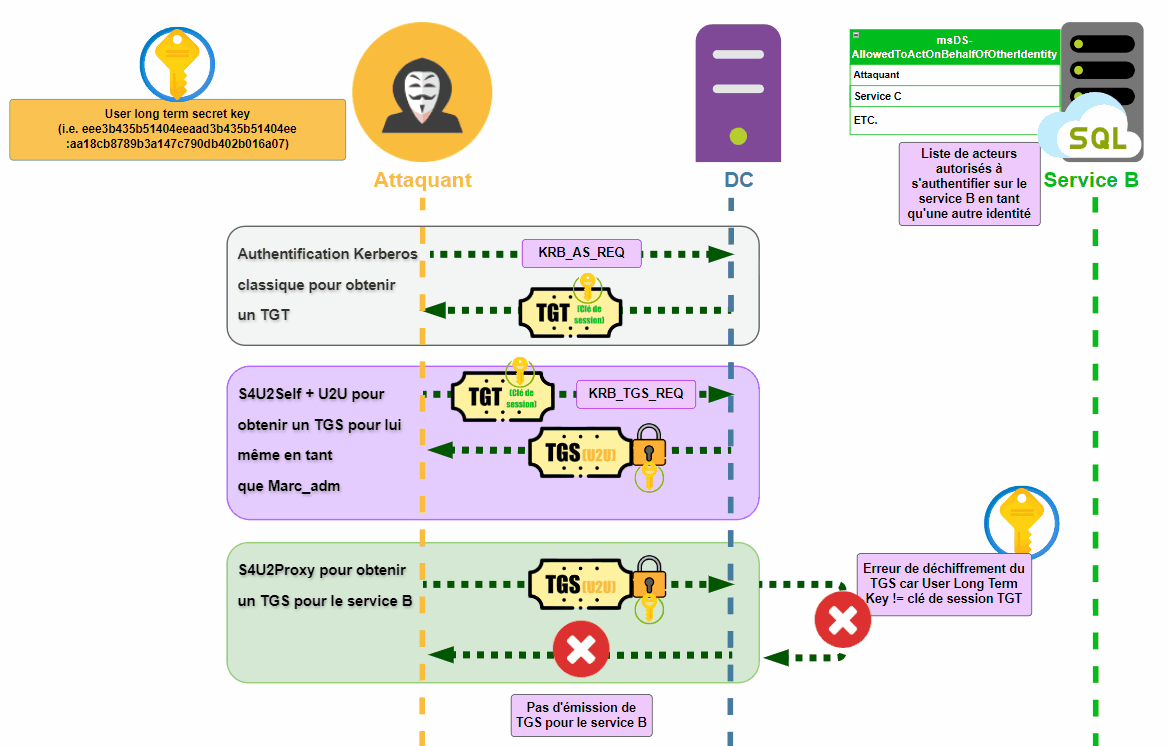 User long term secret key
(i.e. eee3b435b51404eeaad3b435b51404ee
:aa18cb8789b3a147c790db402b016a07)
Attaquant
DC
msDS-
AllowedToActOnBehalfOfOtherIdentity
Attaquant
Service C
ETC.
SQL
Service B
Liste de acteurs
autorisés à
s'authentifier sur le
service B en tant
qu'une autre identité
Authentification Kerberos
classique pour obtenir
un TGT
KRB_AS_REQ
TGT
(Clé de
session)
S4U2Self + U2U pour
obtenir un TGS pour lui
même en tant
que Marc_adm
TGT
(Clé de
session)
KRB_TGS_REQ
TGS(U2U)
S4U2Proxy pour obtenir
un TGS pour le service B
TGS(U2U)
Erreur de déchiffrement du
TGS car User Long Term
Key != clé de session TGT
Pas d'émission de
TGS pour le service B